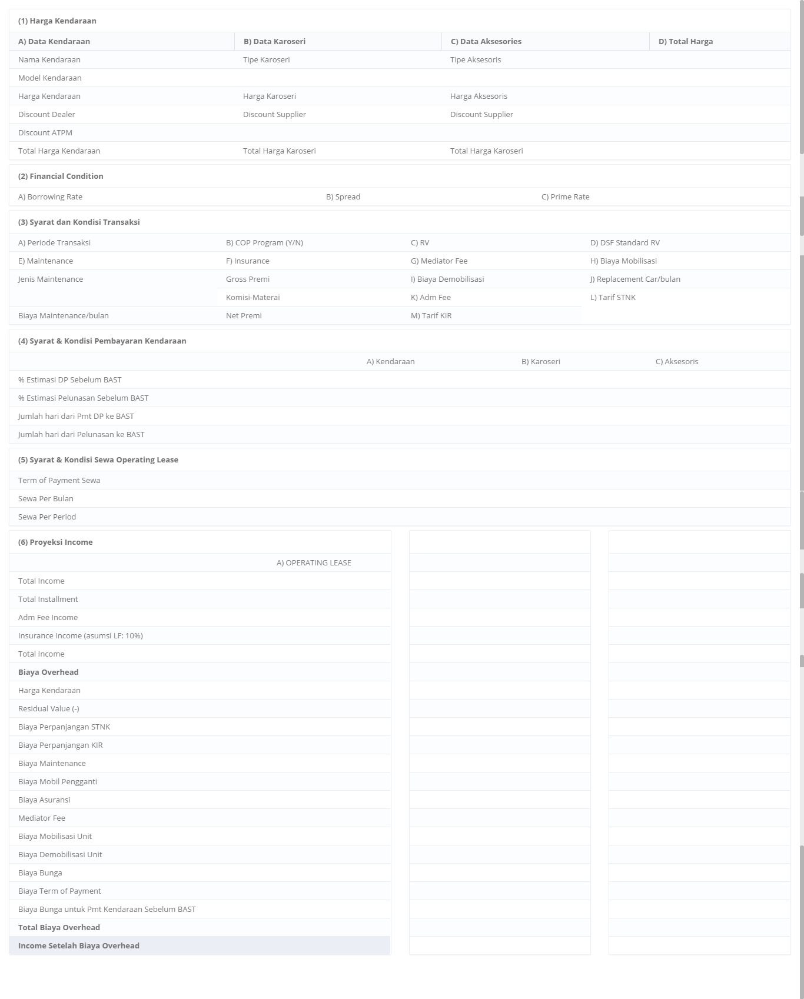 (1) Harga Kendaraan
A) Data Kendaraan B) Data Karoseri C) Data Aksesories D) Total Harga
Nama Kendaraan Tipe Karoseri Tipe Aksesoris
Model Kendaraan
Harga Kendaraan Harga Karoseri Harga Aksesoris
Discount Dealer Discount Supplier Discount Supplier
Discount ATPM
Total Harga Kendaraan Total Harga Karoseri Total Harga Karoseri
(2) Financial Condition
A) Borrowing Rate B) Spread C) Prime Rate
(3) Syarat dan Kondisi Transaksi
A) Periode Transaksi B) COP Program (Y/N) C) RV D) DSF Standard RV
E) Maintenance F) Insurance G) Mediator Fee H) Biaya Mobilisasi
Jenis Maintenance Gross Premi I) Biaya Demobilisasi J) Replacement Car/bulan
Komisi-Materai K) Adm Fee L) Tarif STNK
Biaya Maintenance/bulan Net Premi M) Tarif KIR
(4) Syarat & Kondisi Pembayaran Kendaraan
A) Kendaraan B) Karoseri C) Aksesoris
% Estimasi DP Sebelum BAST
% Estimasi Pelunasan Sebelum BAST
Jumlah hari dari Pmt DP ke BAST
Jumlah hari dari Pelunasan ke BAST
(5) Syarat & Kondisi Sewa Operating Lease
Term of Payment Sewa
Sewa Per Bulan
Sewa Per Period
(6) Proyeksi Income
A) OPERATING LEASE
Total Income
Total Installment
Adm Fee Income
Insurance Income (asumsi LF: 10%)
Total Income
Biaya Overhead
Harga Kendaraan
Residual Value (-)
Biaya Perpanjangan STNK
Biaya Perpanjangan KIR
Biaya Maintenance
Biaya Mobil Pengganti
Biaya Asuransi
Mediator Fee
Biaya Mobilisasi Unit
Biaya Demobilisasi Unit
Biaya Bunga
Biaya Term of Payment
Biaya Bunga untuk Pmt Kendaraan Sebelum BAST
Total Biaya Overhead
Income Setelah Biaya Overhead